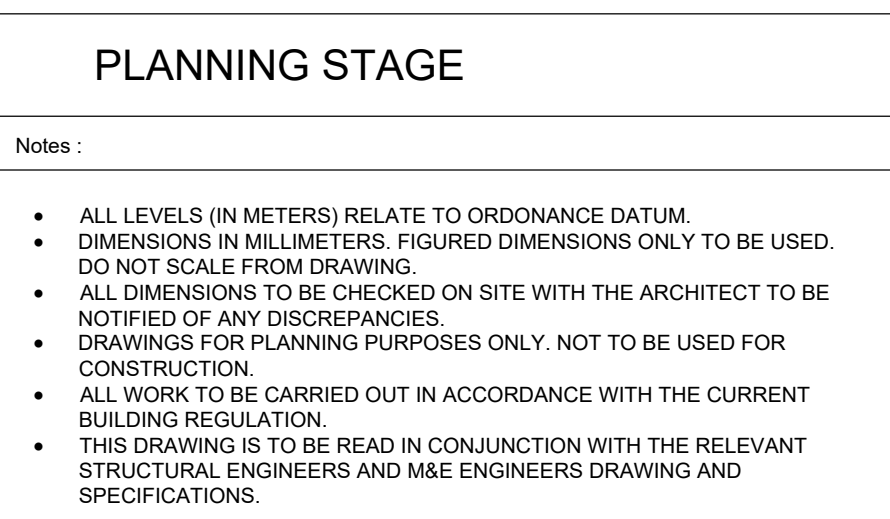 PLANNING STAGE
Notes :
• ALL LEVELS (IN METERS) RELATE TO ORDONANCE DATUM.
• DIMENSIONS IN MILLIMETERS. FIGURED DIMENSIONS ONLY TO BE USED.
DO NOT SCALE FROM DRAWING.
• ALL DIMENSIONS TO BE CHECKED ON SITE WITH THE ARCHITECT TO BE
NOTIFIED OF ANY DISCREPANCIES.
• DRAWINGS FOR PLANNING PURPOSES ONLY. NOT TO BE USED FOR
CONSTRUCTION.
• ALL WORK TO BE CARRIED OUT IN ACCORDANCE WITH THE CURRENT
BUILDING REGULATION.
• THIS DRAWING IS TO BE READ IN CONJUNCTION WITH THE RELEVANT
STRUCTURAL ENGINEERS AND M&E ENGINEERS DRAWING AND
SPECIFICATIONS.